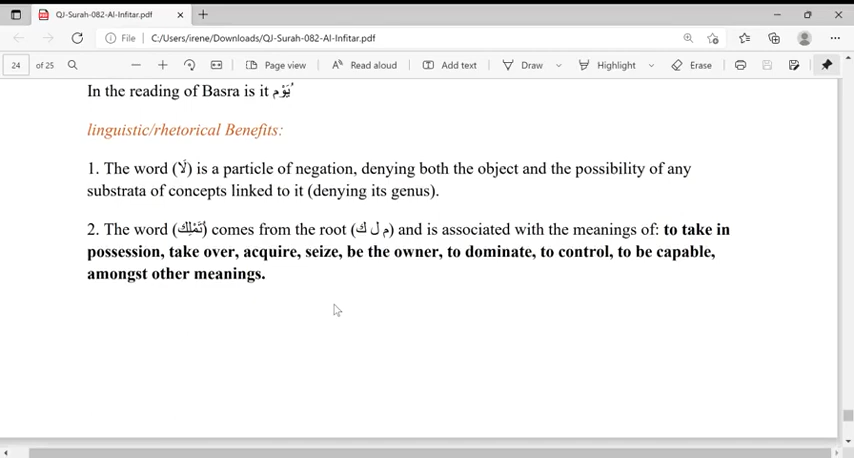 QJ-Surah-082-Al-Infitar.pdf
File C:/Users/irene/Downloads/QJ-Surah-082-Al-Infitar.pdf
24 of 25 Page view Read aloud Add text Draw Highlight Erase
In the reading of Basra is it يَوْمُ
linguistic/rhetorical Benefits:
1. The word (لَا) is a particle of negation, denying both the object and the possibility of any
substrata of concepts linked to it (denying its genus).
2. The word (تَمْلِكُ) comes from the root (م ل ك) and is associated with the meanings of: to take in
possession, take over, acquire, seize, be the owner, to dominate, to control, to be capable,
amongst other meanings.